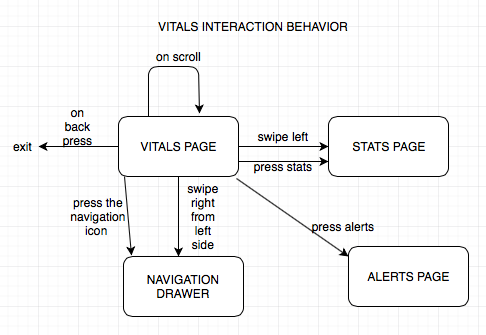 VITALS INTERACTION BEHAVIOR
on scroll
on
back
press
exit
VITALS PAGE
swipe left
press stats
STATS PAGE
press the
navigation
icon
swipe
right
from
left
side
press alerts
NAVIGATION
DRAWER
ALERTS PAGE